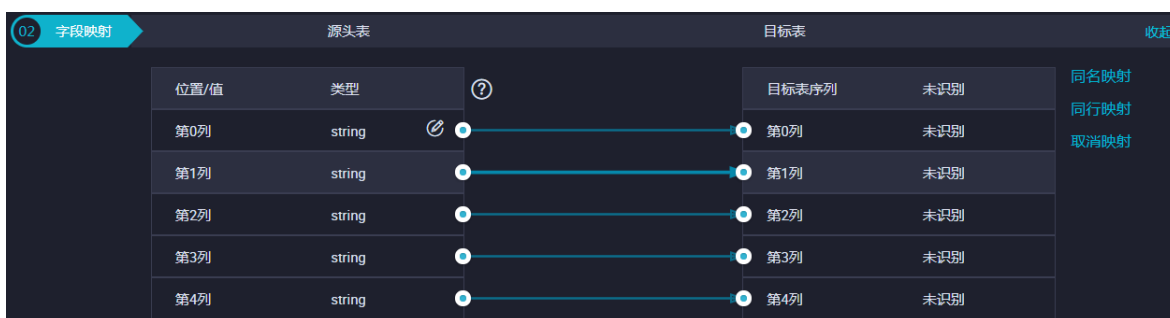 02 字段映射 源头表 目标表 收起
位置/值 类型 目标表序列 未识别 同名映射
同行映射
第0列 string 第0列 未识别
取消映射
第1列 string 第1列 未识别
第2列 string 第2列 未识别
第3列 string 第3列 未识别
第4列 string 第4列 未识别